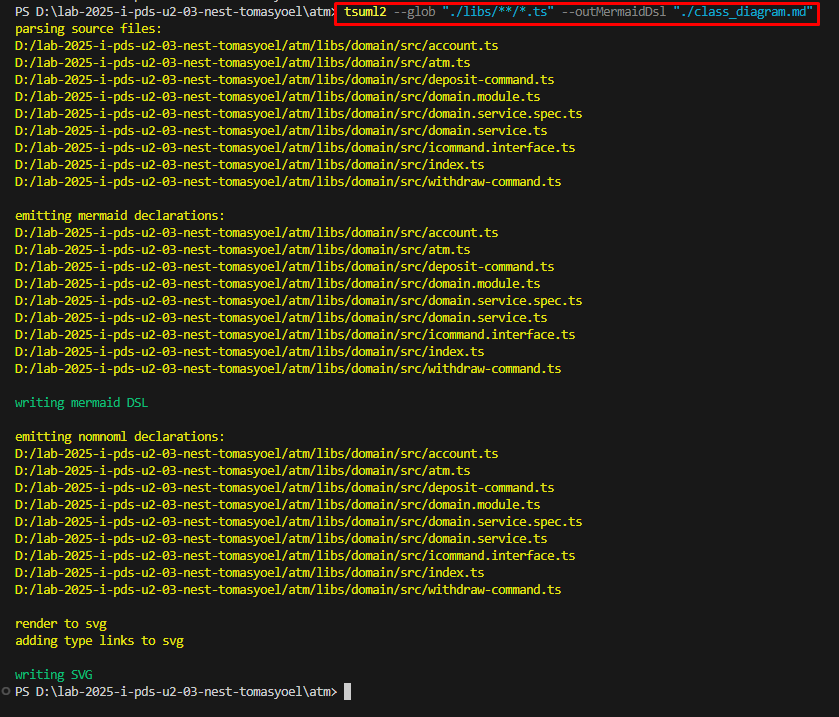 PS D:\lab-2025-i-pds-u2-03-nest-tomasyoel\atm> tsuml2 --glob "./libs/**/*.ts" --outMermaidDsl "./class_diagram.md"
parsing source files:
D:/lab-2025-i-pds-u2-03-nest-tomasyoel/atm/libs/domain/src/account.ts
D:/lab-2025-i-pds-u2-03-nest-tomasyoel/atm/libs/domain/src/atm.ts
D:/lab-2025-i-pds-u2-03-nest-tomasyoel/atm/libs/domain/src/deposit-command.ts
D:/lab-2025-i-pds-u2-03-nest-tomasyoel/atm/libs/domain/src/domain.module.ts
D:/lab-2025-i-pds-u2-03-nest-tomasyoel/atm/libs/domain/src/domain.service.spec.ts
D:/lab-2025-i-pds-u2-03-nest-tomasyoel/atm/libs/domain/src/domain.service.ts
D:/lab-2025-i-pds-u2-03-nest-tomasyoel/atm/libs/domain/src/icommand.interface.ts
D:/lab-2025-i-pds-u2-03-nest-tomasyoel/atm/libs/domain/src/index.ts
D:/lab-2025-i-pds-u2-03-nest-tomasyoel/atm/libs/domain/src/withdraw-command.ts
emitting mermaid declarations:
D:/lab-2025-i-pds-u2-03-nest-tomasyoel/atm/libs/domain/src/account.ts
D:/lab-2025-i-pds-u2-03-nest-tomasyoel/atm/libs/domain/src/atm.ts
D:/lab-2025-i-pds-u2-03-nest-tomasyoel/atm/libs/domain/src/deposit-command.ts
D:/lab-2025-i-pds-u2-03-nest-tomasyoel/atm/libs/domain/src/domain.module.ts
D:/lab-2025-i-pds-u2-03-nest-tomasyoel/atm/libs/domain/src/domain.service.spec.ts
D:/lab-2025-i-pds-u2-03-nest-tomasyoel/atm/libs/domain/src/domain.service.ts
D:/lab-2025-i-pds-u2-03-nest-tomasyoel/atm/libs/domain/src/icommand.interface.ts
D:/lab-2025-i-pds-u2-03-nest-tomasyoel/atm/libs/domain/src/index.ts
D:/lab-2025-i-pds-u2-03-nest-tomasyoel/atm/libs/domain/src/withdraw-command.ts
writing mermaid DSL
emitting nomnoml declarations:
D:/lab-2025-i-pds-u2-03-nest-tomasyoel/atm/libs/domain/src/account.ts
D:/lab-2025-i-pds-u2-03-nest-tomasyoel/atm/libs/domain/src/atm.ts
D:/lab-2025-i-pds-u2-03-nest-tomasyoel/atm/libs/domain/src/deposit-command.ts
D:/lab-2025-i-pds-u2-03-nest-tomasyoel/atm/libs/domain/src/domain.module.ts
D:/lab-2025-i-pds-u2-03-nest-tomasyoel/atm/libs/domain/src/domain.service.spec.ts
D:/lab-2025-i-pds-u2-03-nest-tomasyoel/atm/libs/domain/src/domain.service.ts
D:/lab-2025-i-pds-u2-03-nest-tomasyoel/atm/libs/domain/src/icommand.interface.ts
D:/lab-2025-i-pds-u2-03-nest-tomasyoel/atm/libs/domain/src/index.ts
D:/lab-2025-i-pds-u2-03-nest-tomasyoel/atm/libs/domain/src/withdraw-command.ts
render to svg
adding type links to svg
writing SVG
PS D:\lab-2025-i-pds-u2-03-nest-tomasyoel\atm>